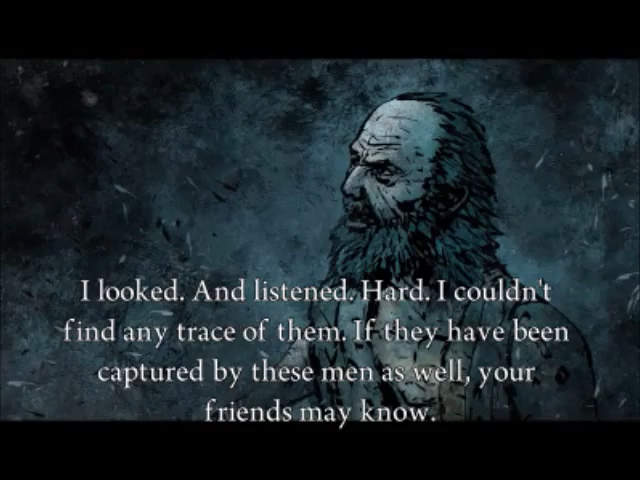 I looked. And listened. Hard. I couldn't
find any trace of them. If they have been
captured by these men as well, your
friends may know.